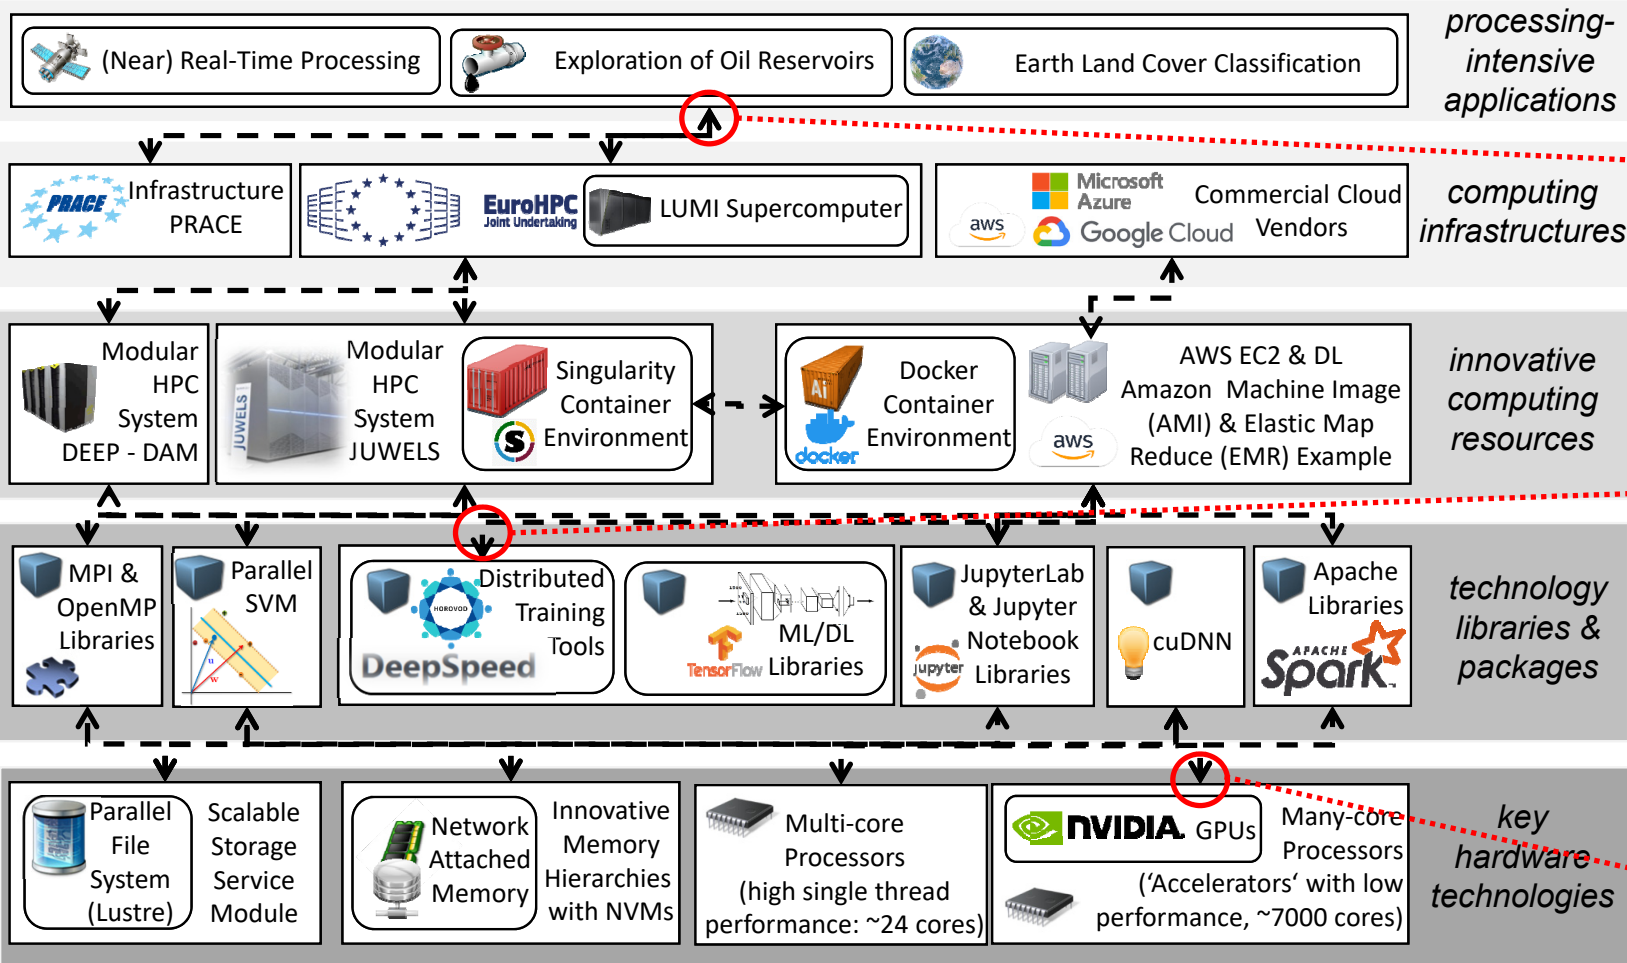 processing-
intensive
applications
(Near) Real-Time Processing
Exploration of Oil Reservoirs
Earth Land Cover Classification
PRACE
Infrastructure
PRACE
EuroHPC
Joint Undertaking
LUMI Supercomputer
Microsoft
Azure
aws
Google Cloud
Commercial Cloud
Vendors
computing
infrastructures
Modular
HPC
System
DEEP - DAM
JUWELS
Modular
HPC
System
JUWELS
Singularity
Container
Environment
S
Ai
docker
Docker
Container
Environment
aws
AWS EC2 & DL
Amazon Machine Image
(AMI) & Elastic Map
Reduce (EMR) Example
innovative
computing
resources
MPI &
OpenMP
Libraries
Parallel
SVM
u
w
HOROVOD
Distributed
Training
Tools
DeepSpeed
TensorFlow
ML/DL
Libraries
JupyterLab
& Jupyter
Notebook
Libraries
jupyter
cuDNN
Apache
Libraries
APACHE
Spark
technology
libraries &
packages
Parallel
File
System
(Lustre)
Scalable
Storage
Service
Module
Network
Attached
Memory
Innovative
Memory
Hierarchies
with NVMs
Multi-core
Processors
(high single thread
performance: ~24 cores)
NVIDIA. GPUs
Many-core
Processors
(‘Accelerators‘ with low
performance, ~7000 cores)
key
hardware
technologies